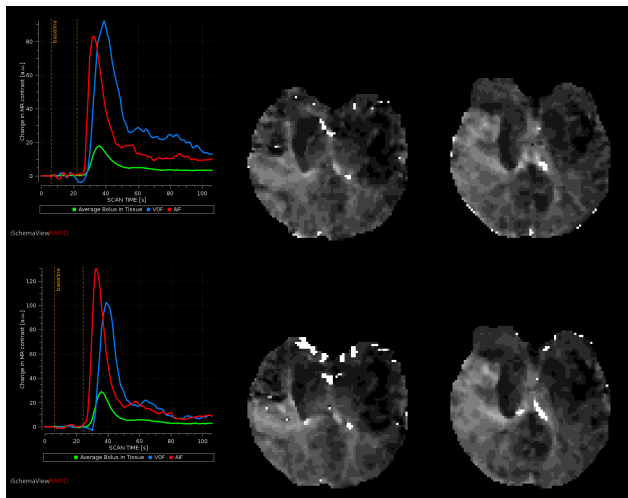 baseline
Change in MR contrast [a.u.]
80
60
40
20
0
0 20 40 60 80 100
SCAN TIME [s]
Average Bolus in Tissue VOF AIF
iSchemaViewRAPID
baseline
Change in MR contrast [a.u.]
120
100
80
60
40
20
0
0 20 40 60 80 100
SCAN TIME [s]
Average Bolus in Tissue VOF AIF
iSchemaViewRAPID